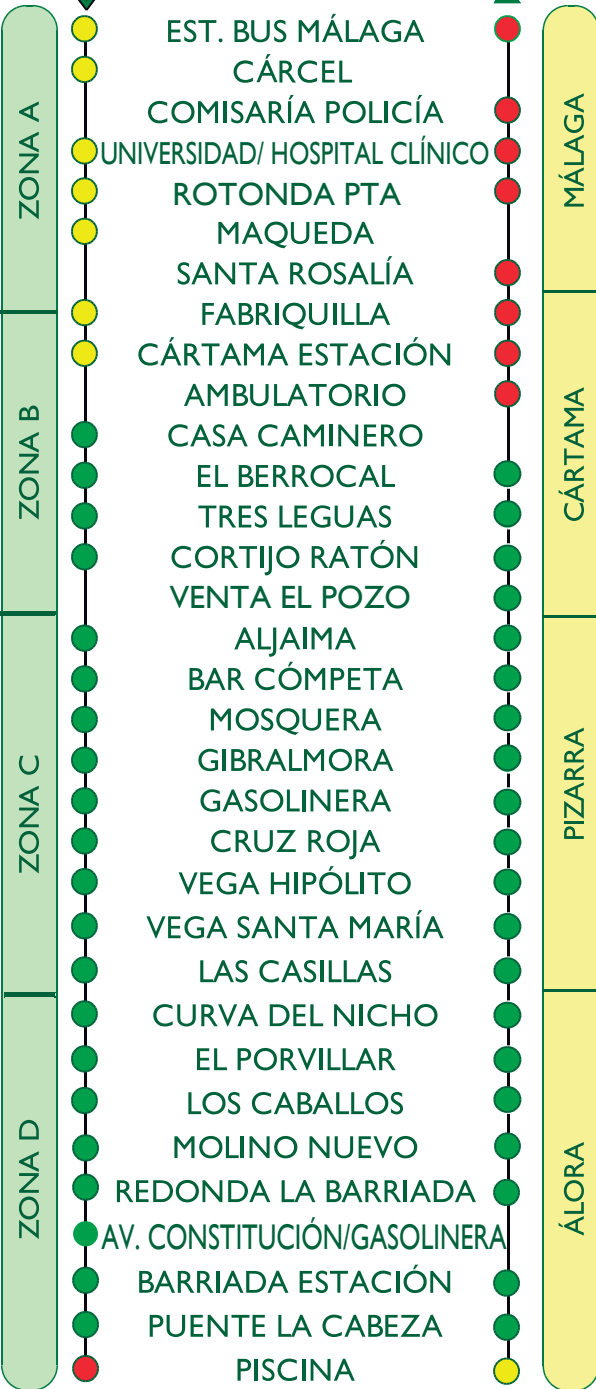 EST. BUS MÁLAGA
CÁRCEL
COMISARÍA POLICÍA
UNIVERSIDAD/ HOSPITAL CLÍNICO
ROTONDA PTA
MAQUEDA
SANTA ROSALÍA
FABRIQUILLA
CÁRTAMA ESTACIÓN
AMBULATORIO
CASA CAMINERO
EL BERROCAL
TRES LEGUAS
CORTIJO RATÓN
VENTA EL POZO
ALJAIMA
BAR CÓMPETA
MOSQUERA
GIBRALMORA
GASOLINERA
CRUZ ROJA
VEGA HIPÓLITO
VEGA SANTA MARÍA
LAS CASILLAS
CURVA DEL NICHO
EL PORVILLAR
LOS CABALLOS
MOLINO NUEVO
REDONDA LA BARRIADA
AV. CONSTITUCIÓN/GASOLINERA
BARRIADA ESTACIÓN
PUENTE LA CABEZA
PISCINA
ZONA A
ZONA B
ZONA C
ZONA D
MÁLAGA
CÁRTAMA
PIZARRA
ÁLORA